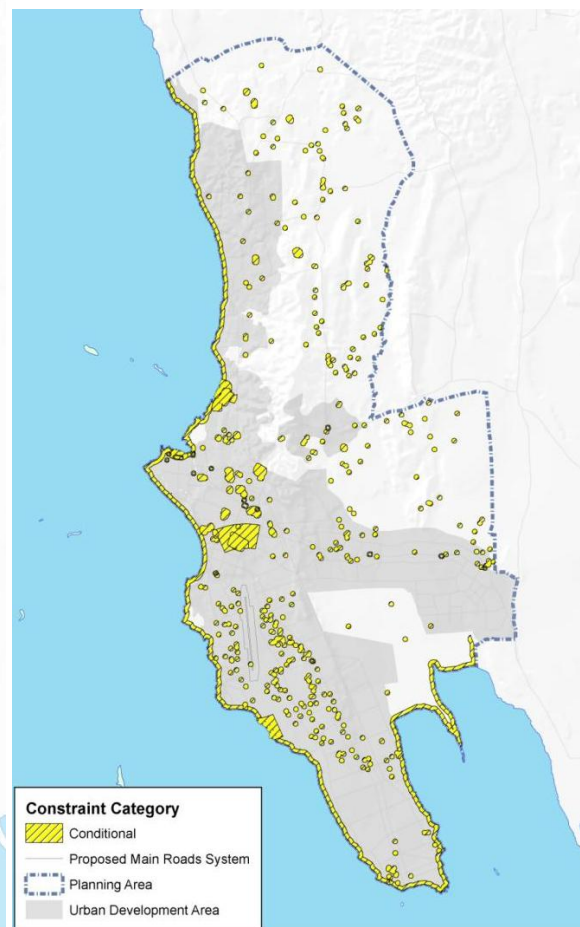 Constraint Category
Conditional
Proposed Main Roads System
Planning Area
Urban Development Area